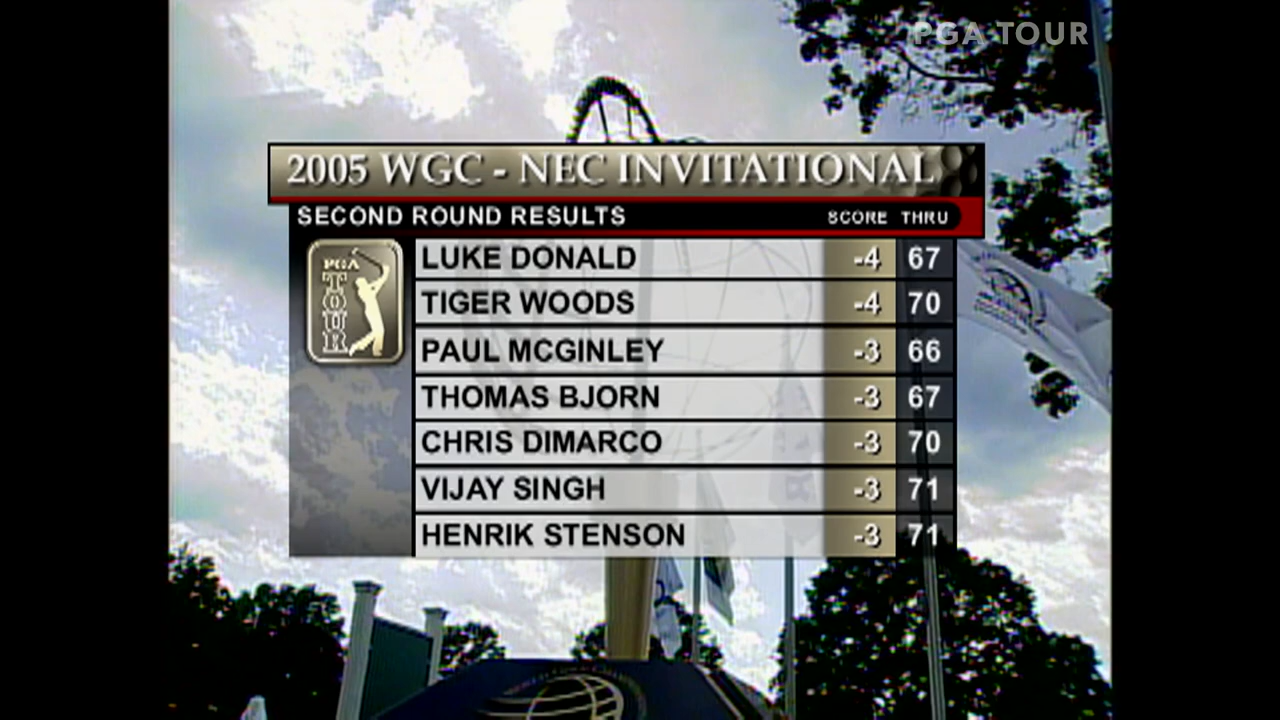 PGA TOUR
2005 WGC - NEC INVITATIONAL
SECOND ROUND RESULTS SCORE THRU
PGA
TOUR
LUKE DONALD -4 67
TIGER WOODS -4 70
PAUL MCGINLEY -3 66
THOMAS BJORN -3 67
CHRIS DIMARCO -3 70
VIJAY SINGH -3 71
HENRIK STENSON -3 71